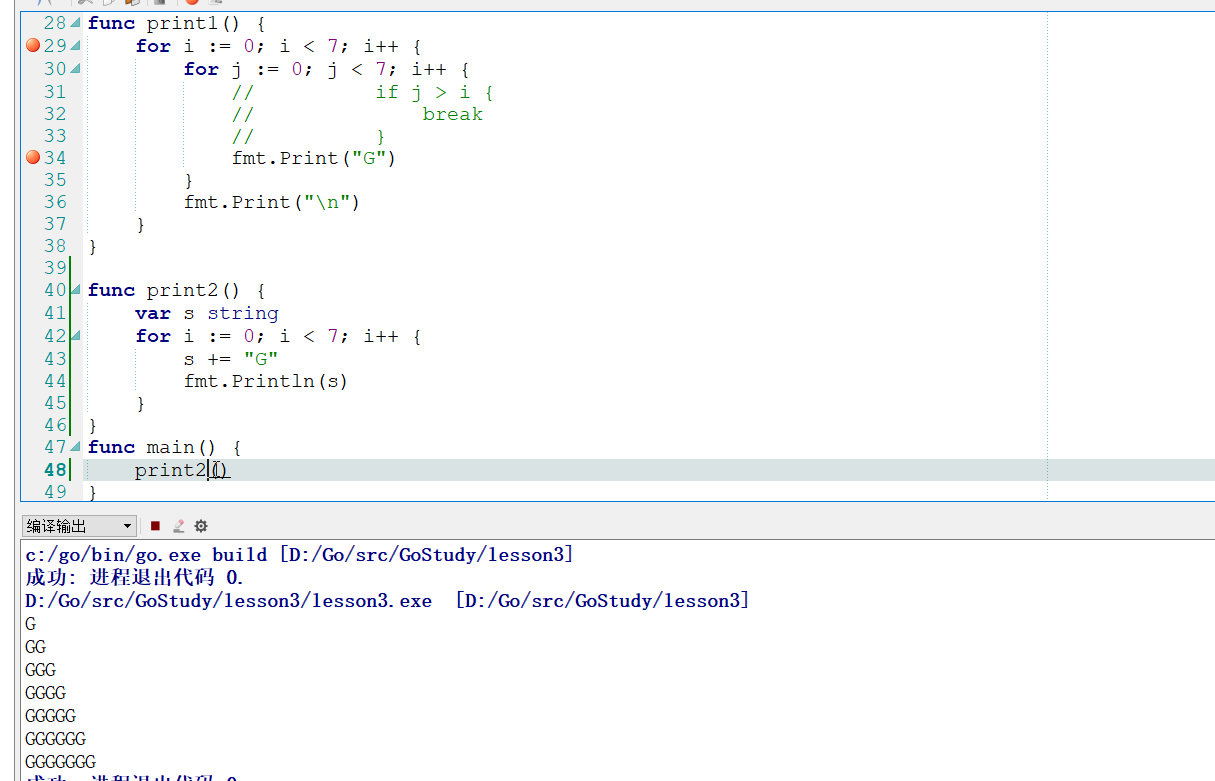 28 func print1() {
29 for i := 0; i < 7; i++ {
30 for j := 0; j < 7; i++ {
31 // if j > i {
32 // break
33 // }
34 fmt.Print("G")
35 }
36 fmt.Print("\n")
37 }
38 }
39
40 func print2() {
41 var s string
42 for i := 0; i < 7; i++ {
43 s += "G"
44 fmt.Println(s)
45 }
46 }
47 func main() {
48 print2()
49 }
编译输出
c:/go/bin/go.exe build [D:/Go/src/GoStudy/lesson3]
成功: 进程退出代码 0.
D:/Go/src/GoStudy/lesson3/lesson3.exe [D:/Go/src/GoStudy/lesson3]
G
GG
GGG
GGGG
GGGGG
GGGGGG
GGGGGGG